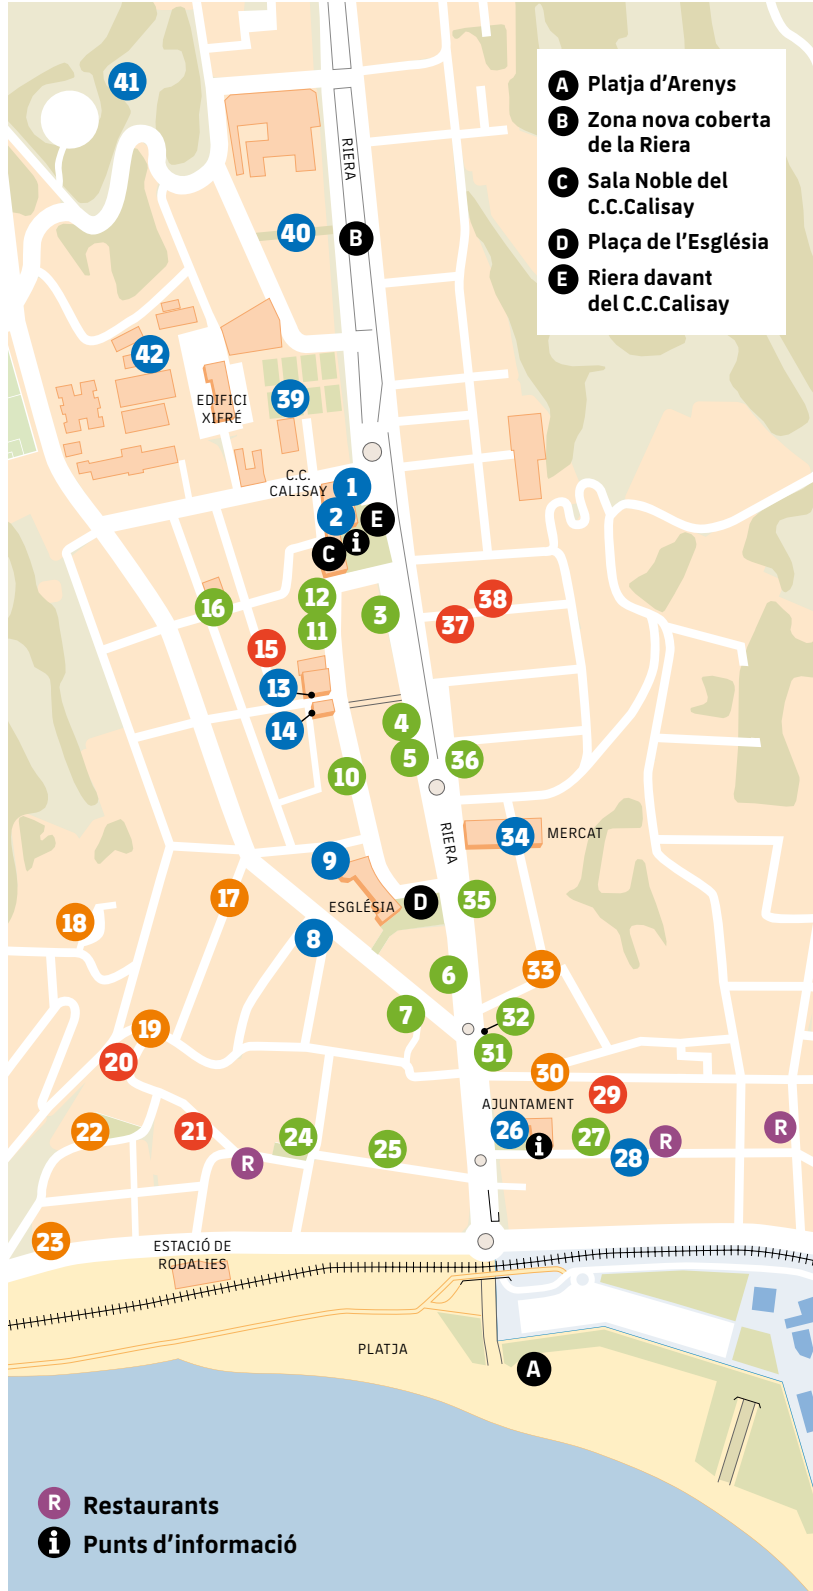 41
RIERA
A Platja d'Arenys
B Zona nova coberta
de la Riera
C Sala Noble del
C.C.Calisay
D Plaça de l'Església
E Riera davant
del C.C.Calisay
40
B
42
EDIFICI
XIFRÉ
39
C.C.
CALISAY
1
2
E
C
i
12
16
11
3
38
37
15
13
14
4
5
36
10
RIERA
34
MERCAT
9
17
ESGLÉSIA
D
35
18
8
6
33
7
32
19
31
20
30
29
AJUNTAMENT
22
21
24
25
26
i
27
28
R
R
R
23
ESTACIÓ DE
RODALIES
PLATJA
A
R Restaurants
i Punts d'informació